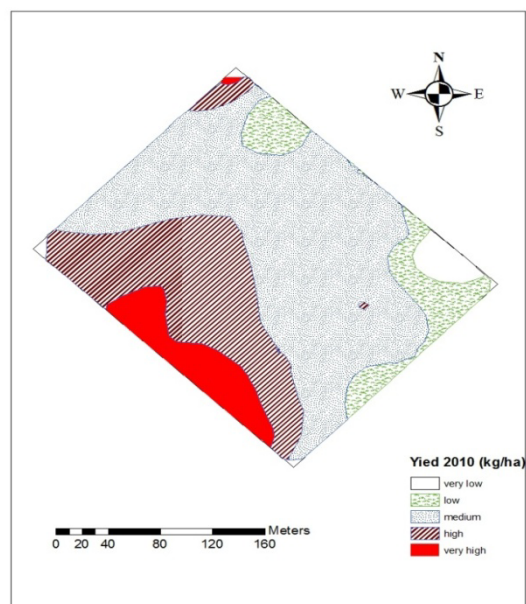 N
W E
S
Yied 2010 (kg/ha)
very low
low
medium
high
very high
Meters
0 20 40 80 120 160